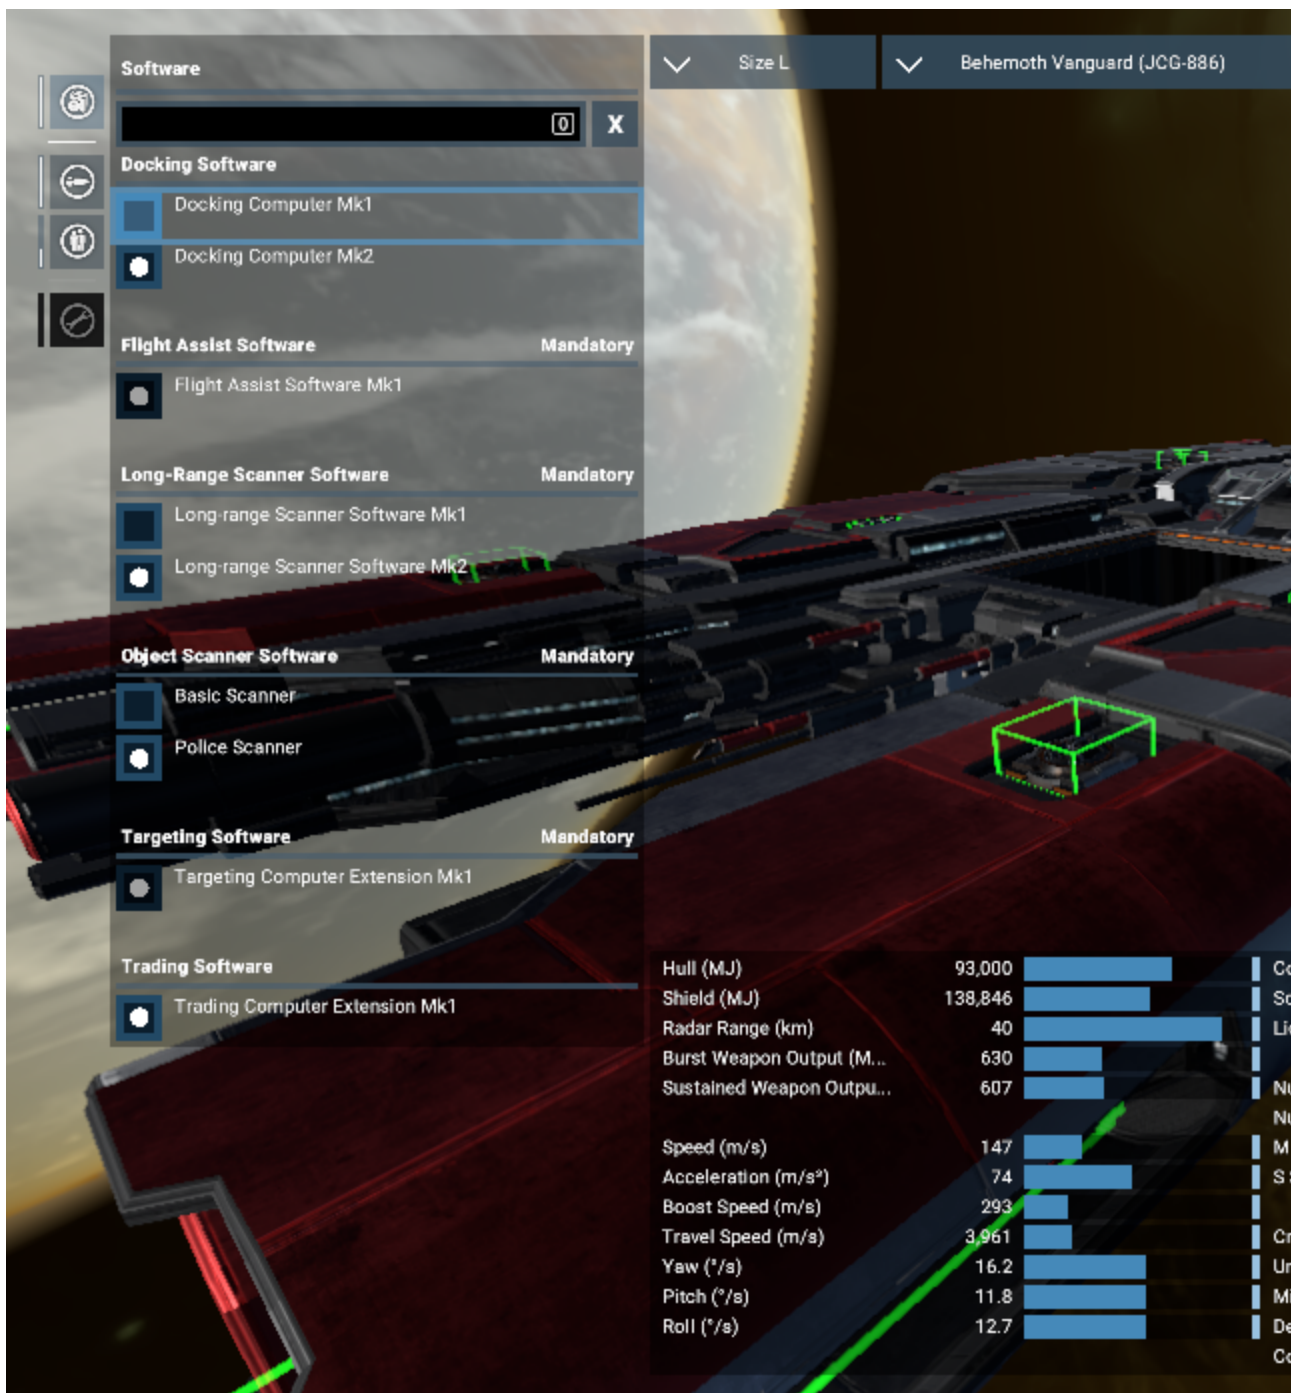 Software
Size L
Behemoth Vanguard (JCG-886)
0
X
Docking Software
Docking Computer Mk1
Docking Computer Mk2
Flight Assist Software Mandatory
Flight Assist Software Mk1
Long-Range Scanner Software Mandatory
Long-range Scanner Software Mk1
Long-range Scanner Software Mk2
Object Scanner Software Mandatory
Basic Scanner
Police Scanner
Targeting Software Mandatory
Targeting Computer Extension Mk1
Trading Software
Trading Computer Extension Mk1
Hull (MJ) 93,000
Shield (MJ) 138,846
Radar Range (km) 40
Burst Weapon Output (M... 630
Sustained Weapon Outpu... 607
Speed (m/s) 147
Acceleration (m/s²) 74
Boost Speed (m/s) 293
Travel Speed (m/s) 3,961
Yaw (°/s) 16.2
Pitch (°/s) 11.8
Roll (°/s) 12.7